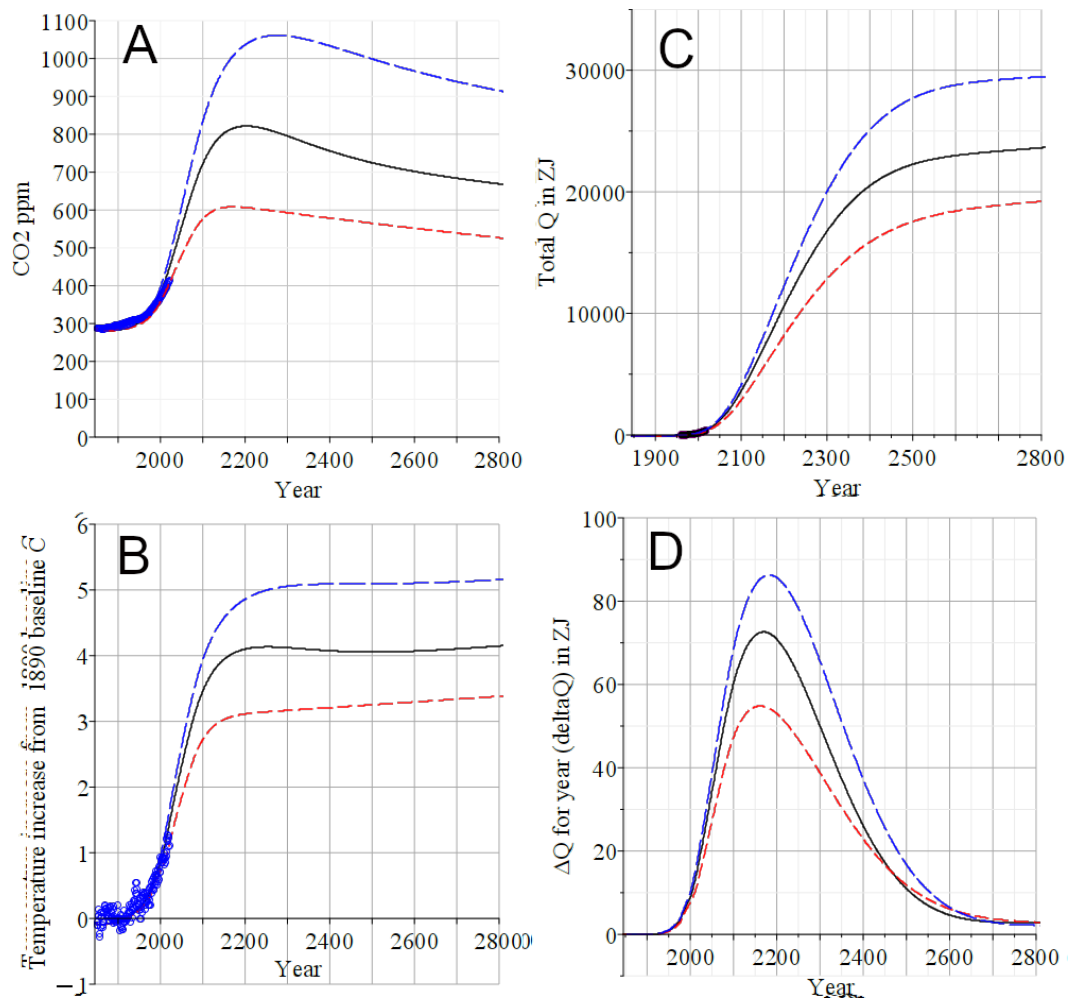 A
1100
1000
900
800
700
600
500
400
300
200
100
0
CO2 ppm
2000 2200 2400 2600 2800
Year
C
30000
20000
10000
0
Total Q in ZJ
1900 2100 2300 2500 2800
Year
B
6
5
4
3
2
1
0
−1
Temperature increase from 1890 baseline C
2000 2200 2400 2600 28000
Year
D
100
80
60
40
20
0
ΔQ for year (deltaQ) in ZJ
2000 2200 2400 2600 2800
Year